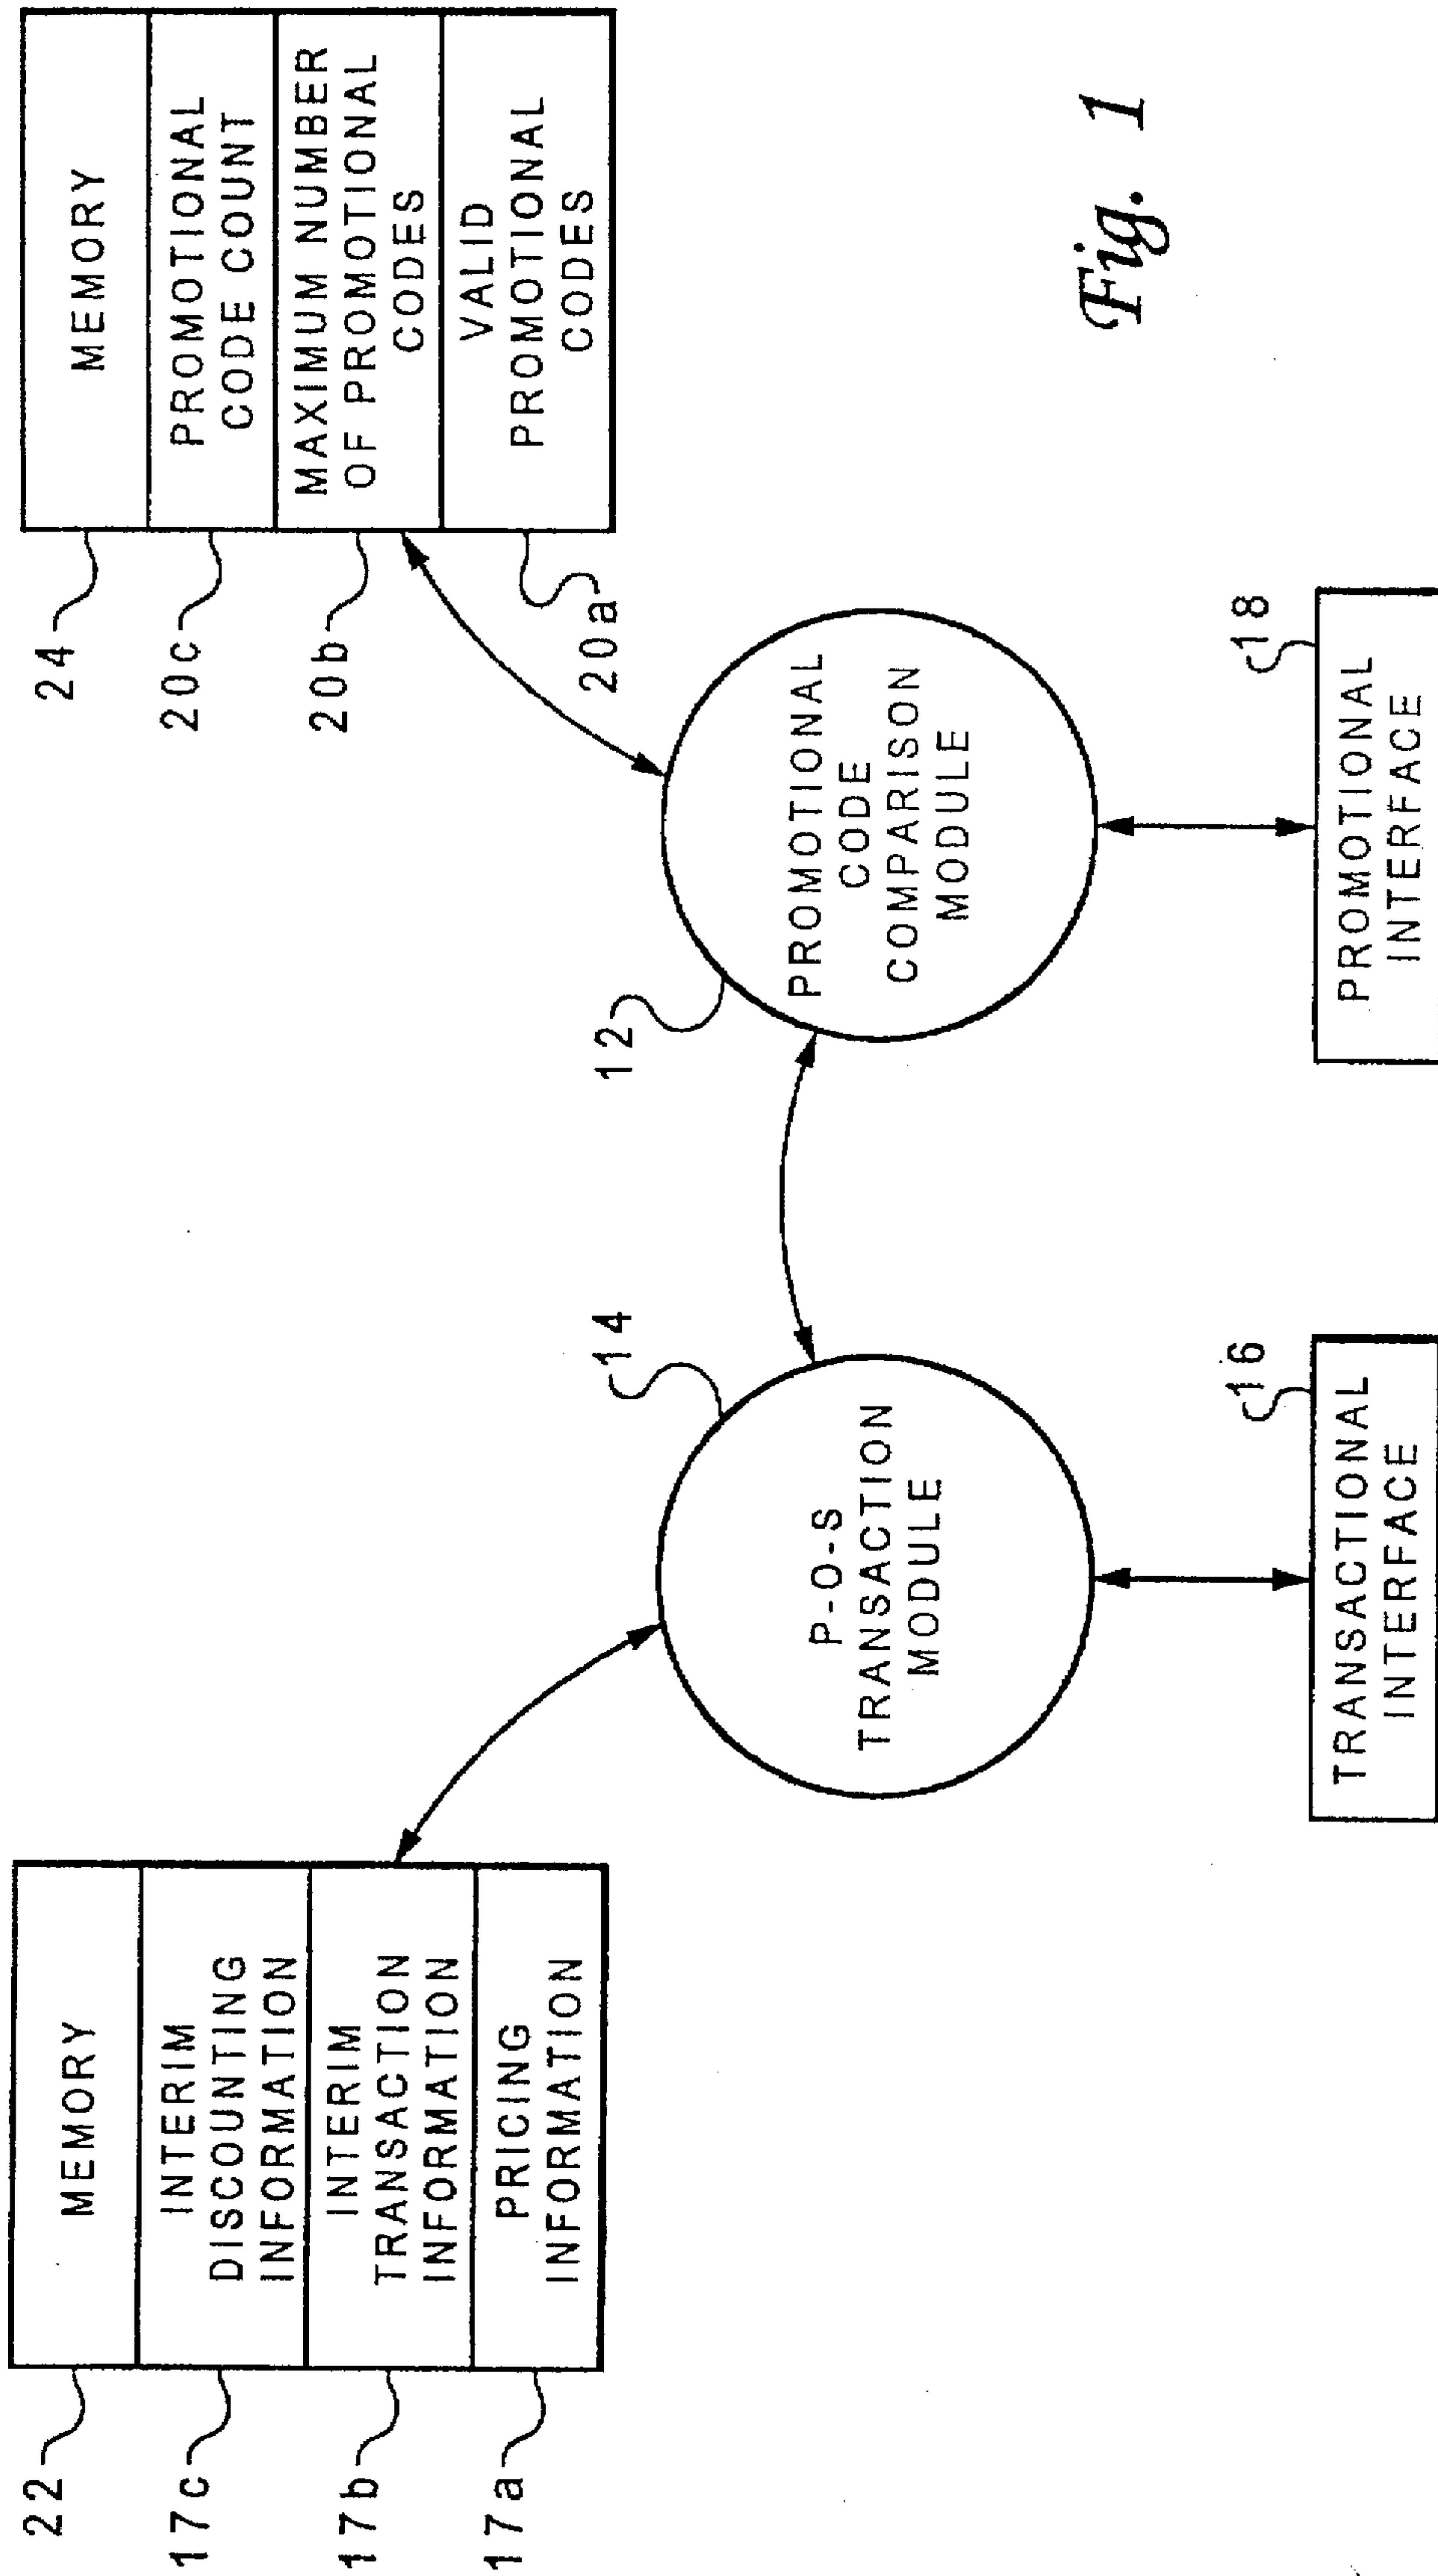 22
MEMORY
17c
INTERIM
DISCOUNTING
INFORMATION
17b
INTERIM
TRANSACTION
INFORMATION
17a
PRICING
INFORMATION
24
MEMORY
20c
PROMOTIONAL
CODE COUNT
20b
MAXIMUM NUMBER
OF PROMOTIONAL
CODES
20a
VALID
PROMOTIONAL
CODES
14
P-O-S
TRANSACTION
MODULE
12
PROMOTIONAL
CODE
COMPARISON
MODULE
16
TRANSACTIONAL
INTERFACE
18
PROMOTIONAL
INTERFACE
Fig. 1